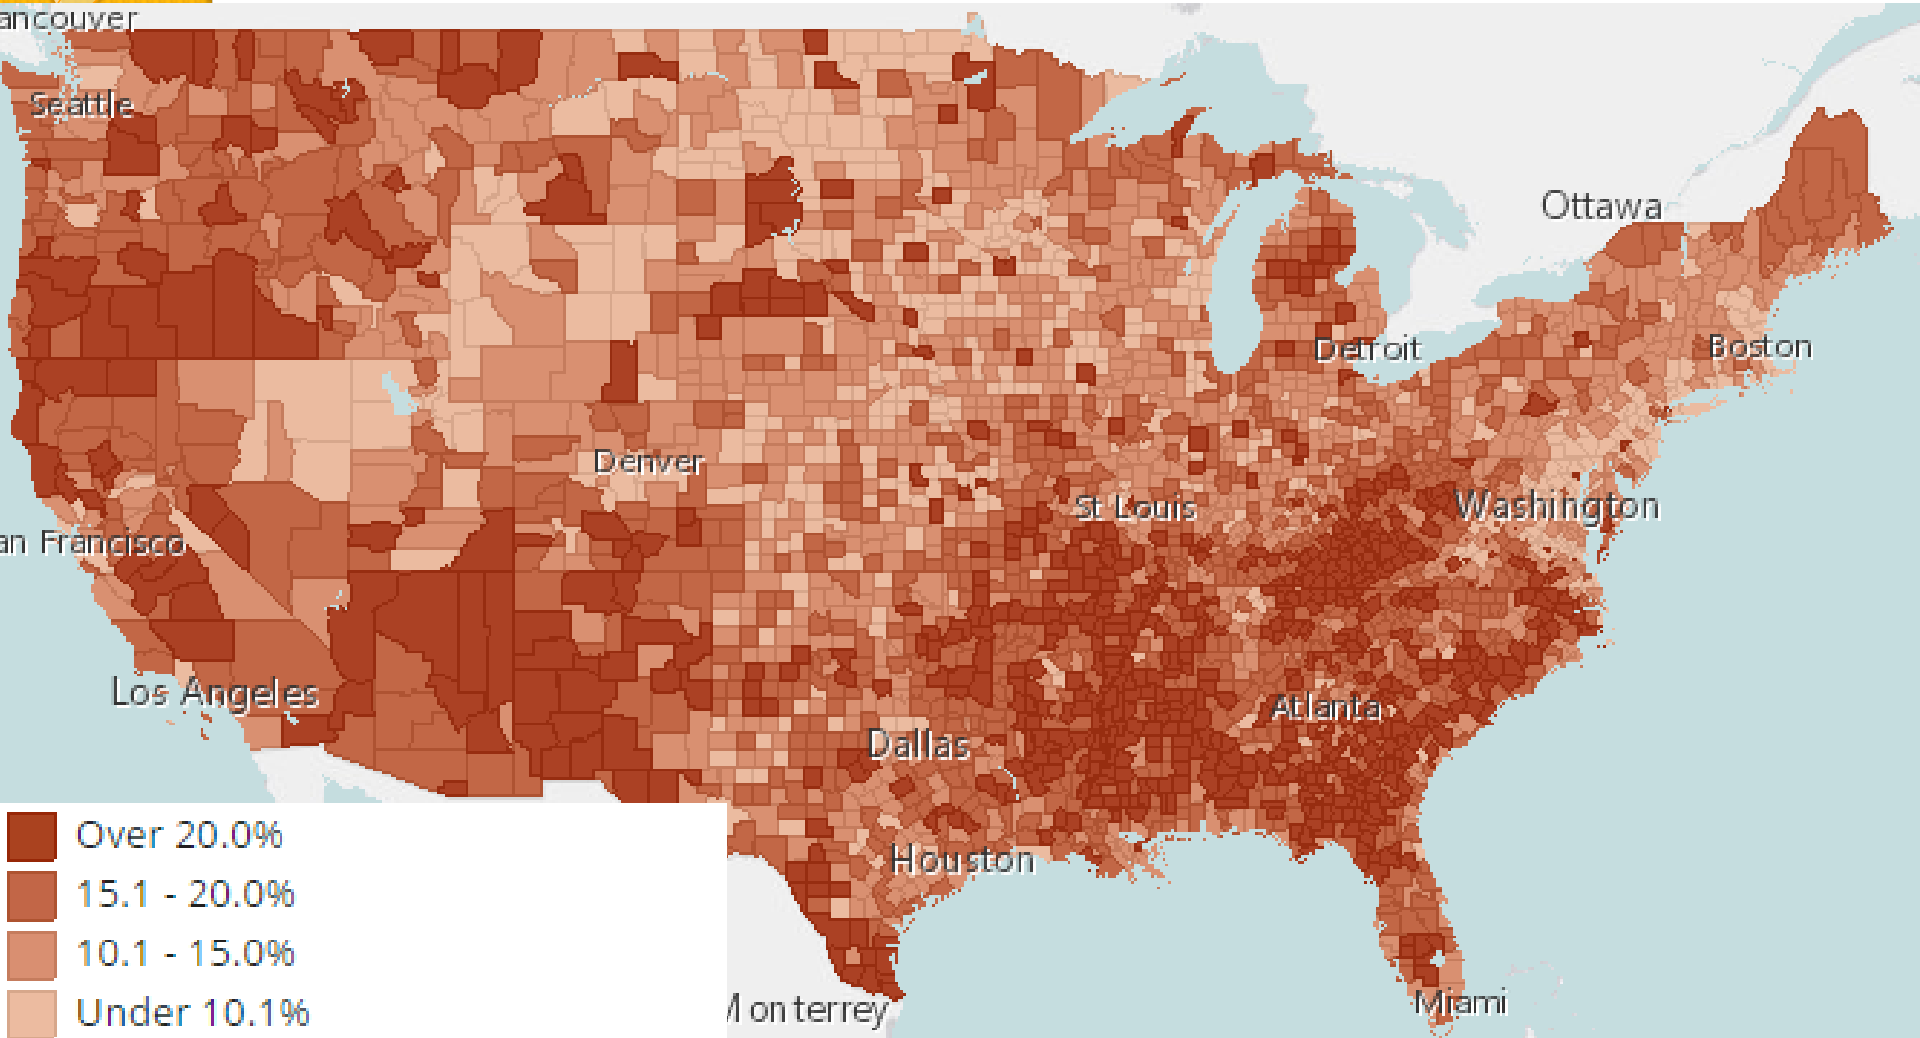 ancouver
Seattle
Ottawa
Detroit
Boston
Denver
St Louis
Washington
an Francisco
Los Angeles
Atlanta
Dallas
Houston
Miami
Monterrey
Over 20.0%
15.1 - 20.0%
10.1 - 15.0%
Under 10.1%